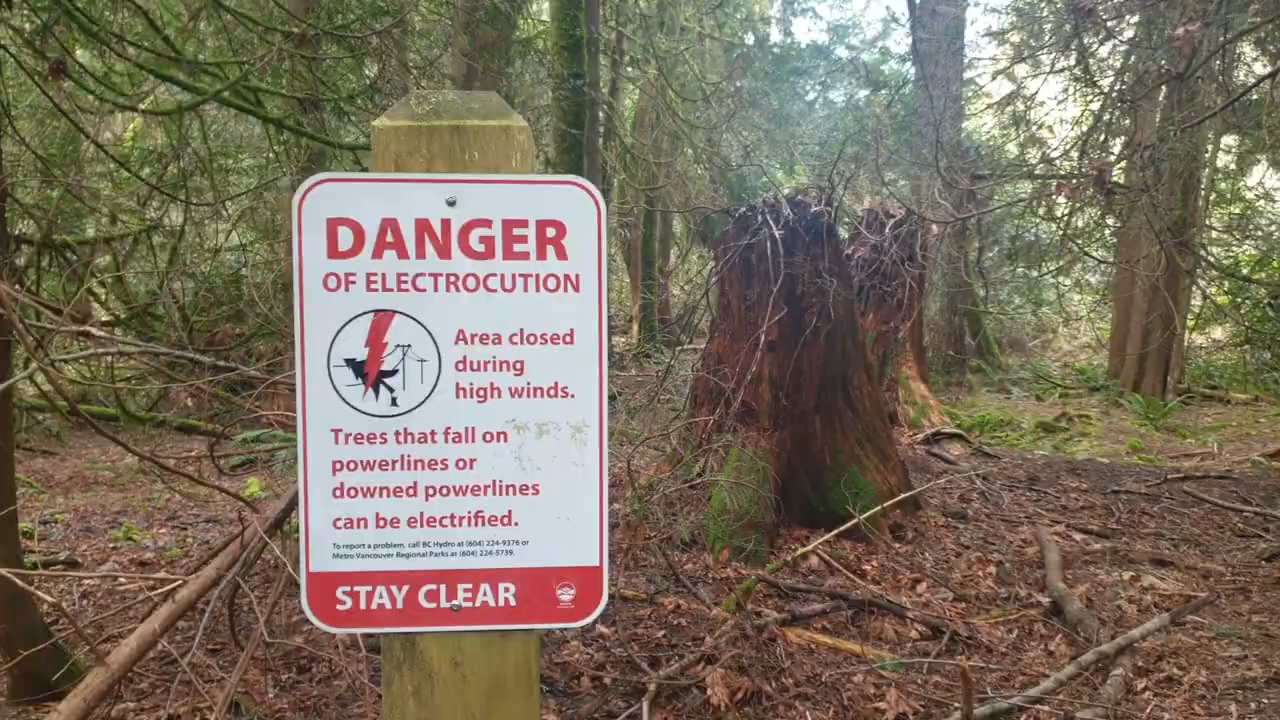 DANGER
OF ELECTROCUTION
Area closed
during
high winds.
Trees that fall on
powerlines or
downed powerlines
can be electrified.
To report a problem, call BC Hydro at (604) 224-9376 or
Metro Vancouver Regional Parks at (604) 224-5739.
STAY CLEAR